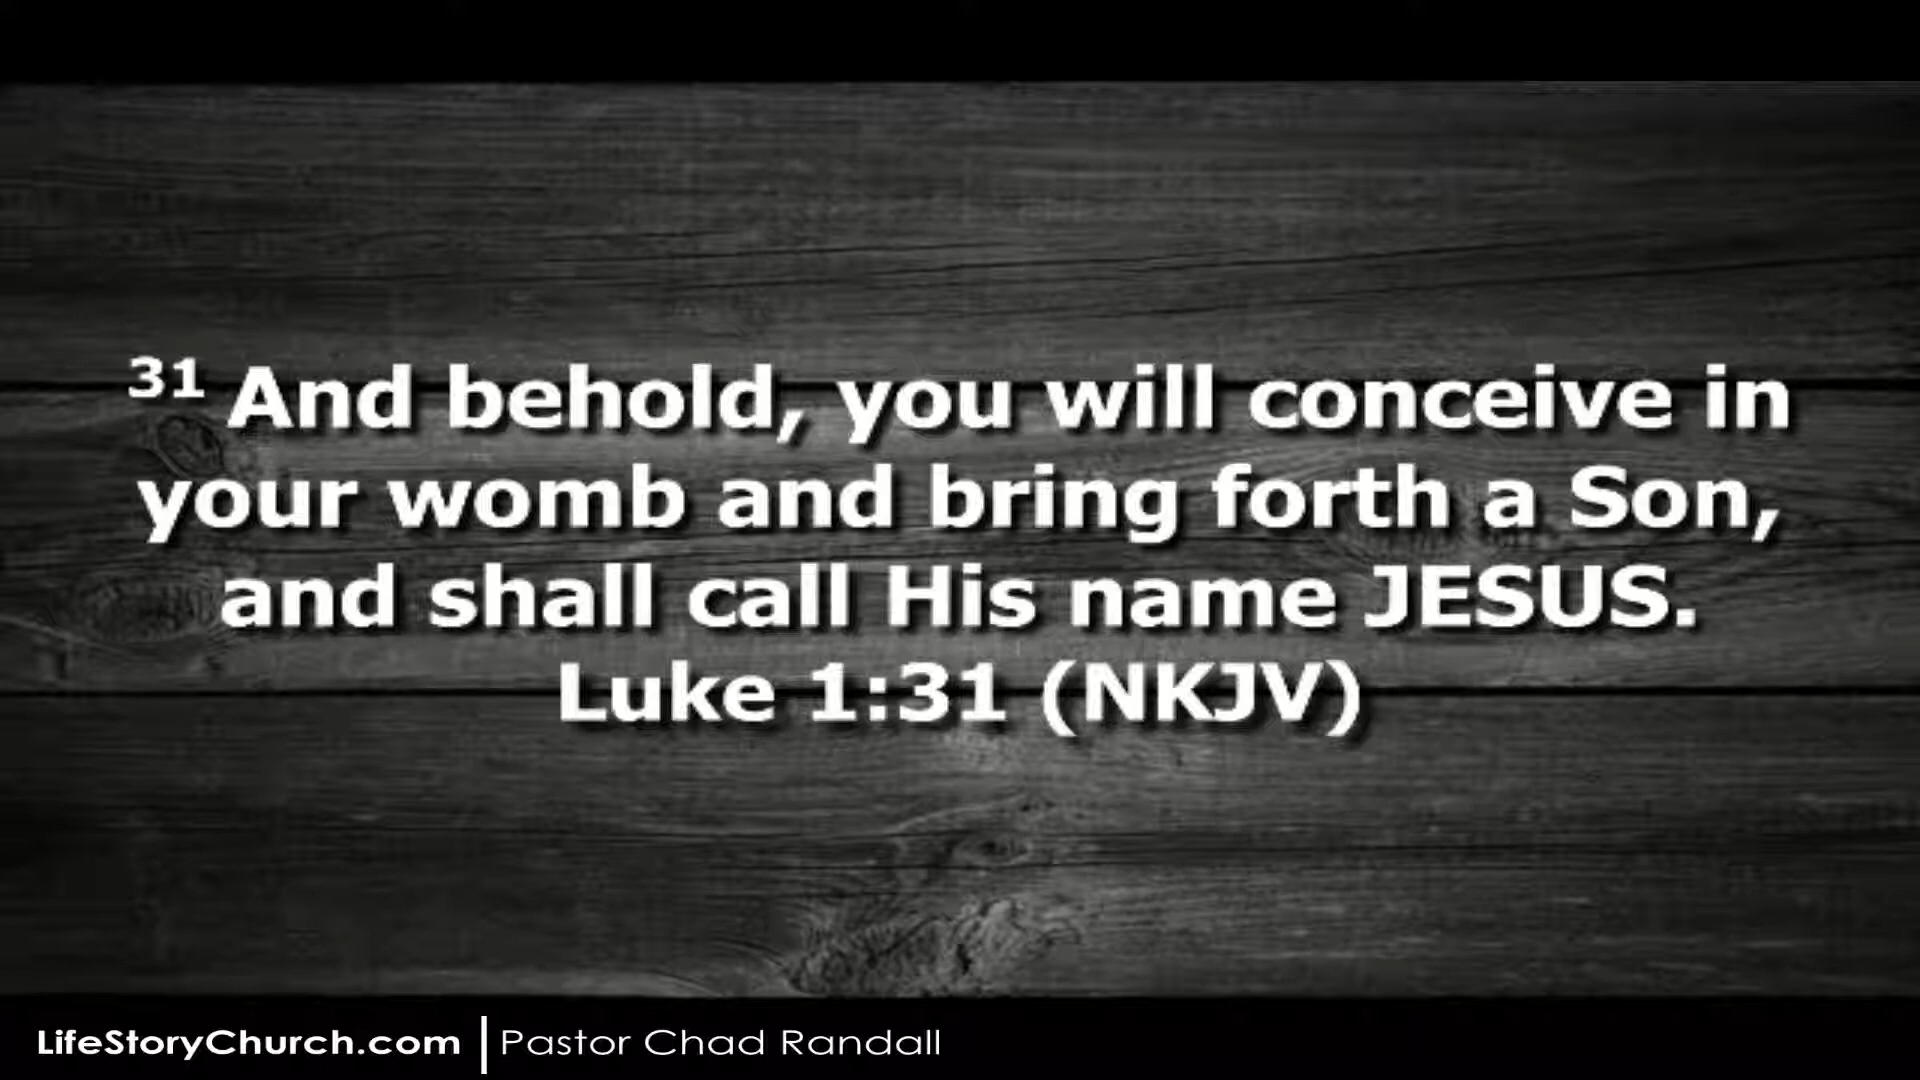 31 And behold, you will conceive in
your womb and bring forth a Son,
and shall call His name JESUS.
Luke 1:31 (NKJV)
LifeStoryChurch.com | Pastor Chad Randall